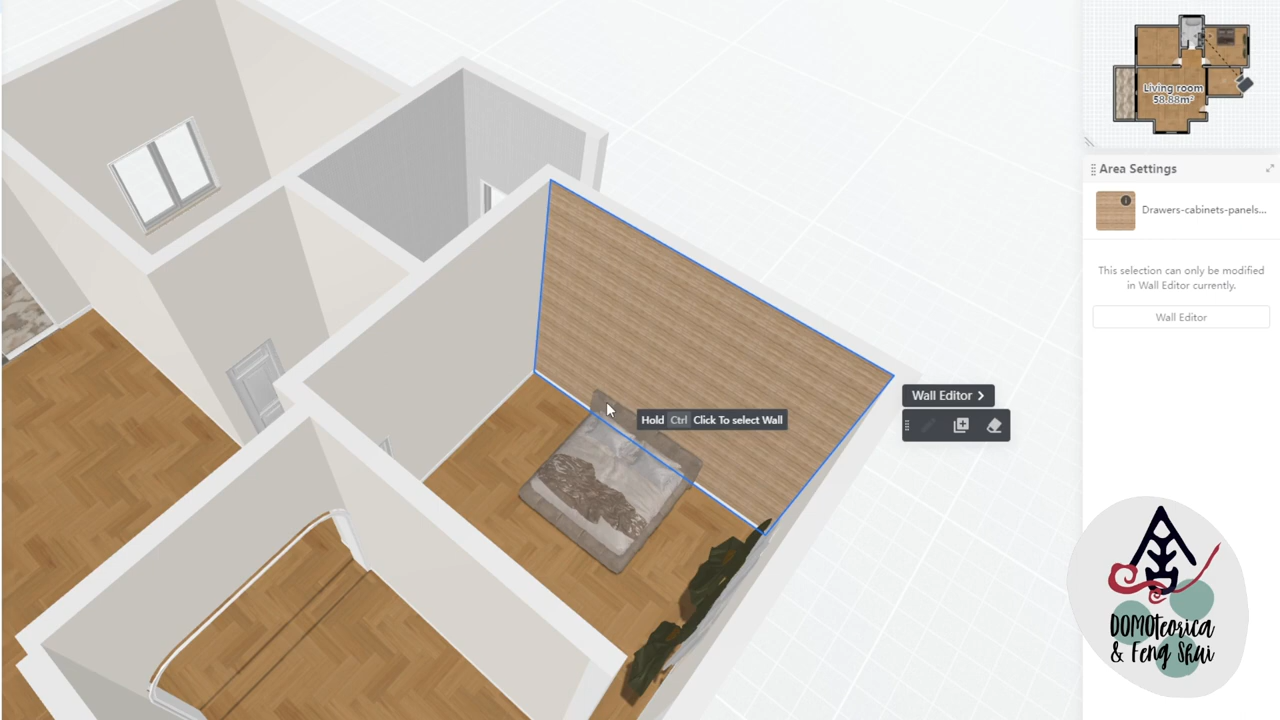 Living room
58.88m²
Area Settings
Drawers-cabinets-panels...
This selection can only be modified
in Wall Editor currently.
Wall Editor
Wall Editor
Hold Ctrl Click To select Wall
DOMOteorica
& Feng Shui